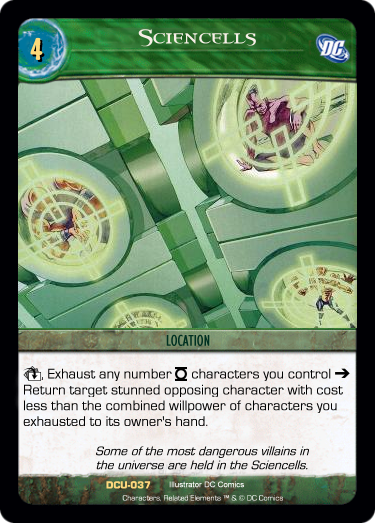 4
Sciencells
DC
LOCATION
, Exhaust any number characters you control ➔
Return target stunned opposing character with cost
less than the combined willpower of characters you
exhausted to its owner's hand.
Some of the most dangerous villains in
the universe are held in the Sciencells.
DCU-037 Illustrator DC Comics
Characters, Related Elements ™ & © DC Comics